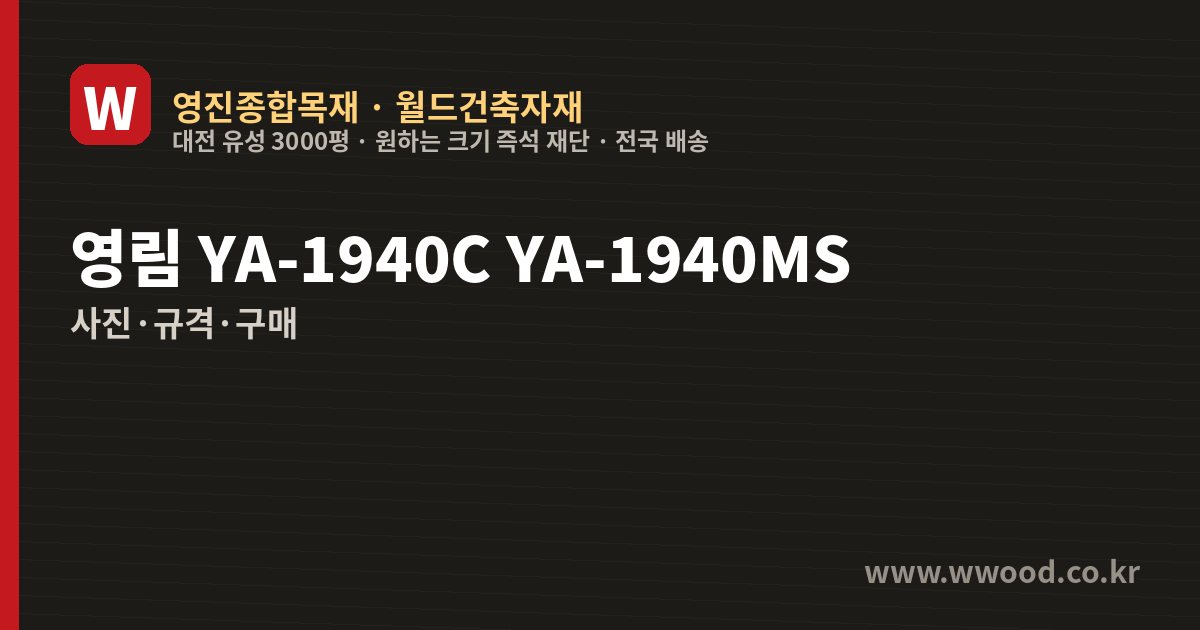 W
영진종합목재 · 월드건축자재
대전 유성 3000평 · 원하는 크기 즉석 재단 · 전국 배송
영림 YA-1940C YA-1940MS
사진·규격·구매
www.wwood.co.kr